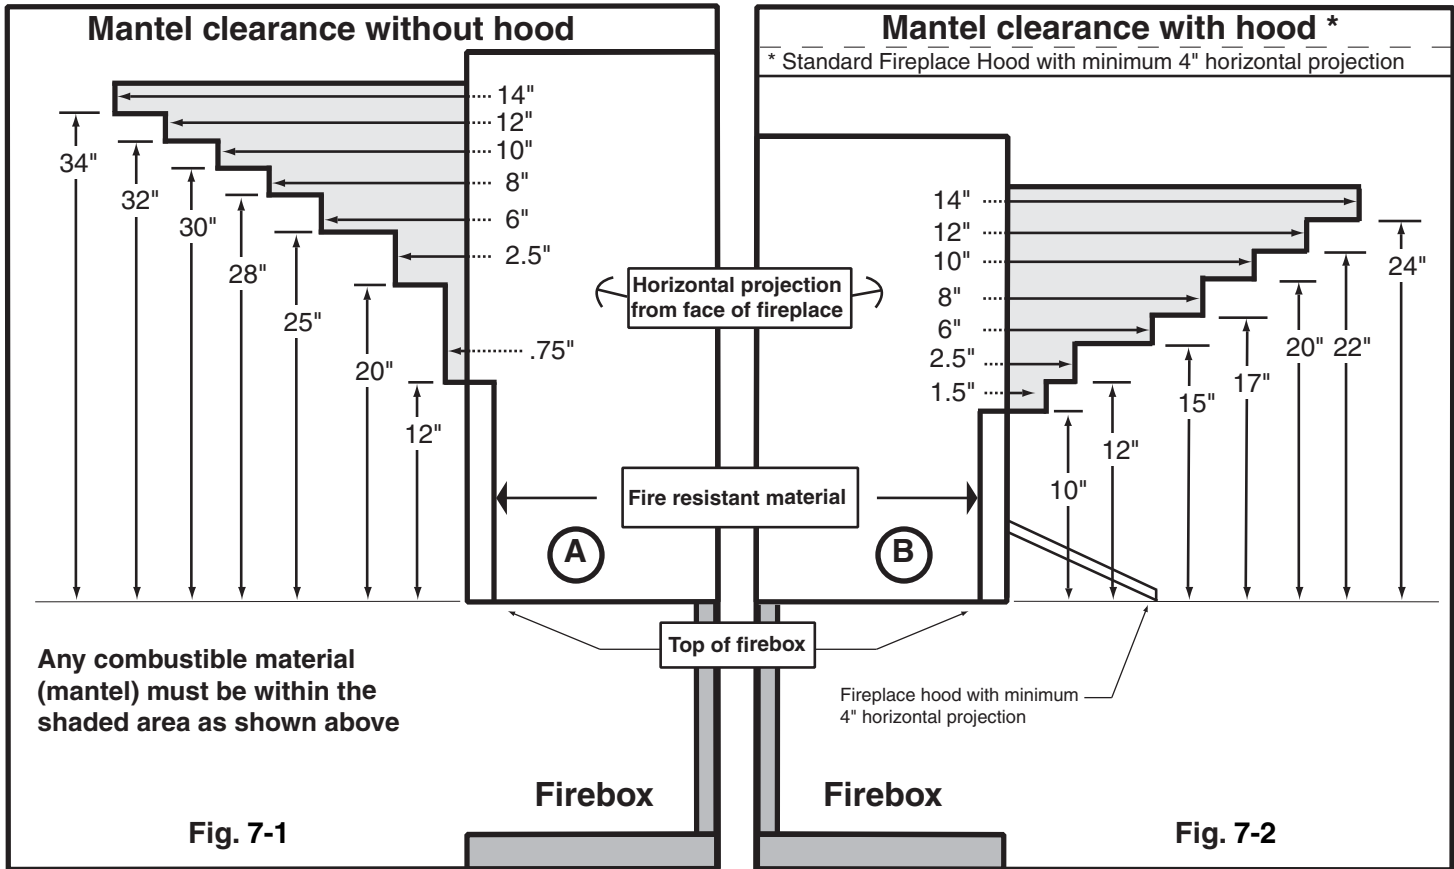 Mantel clearance without hood
14"
12"
10"
8"
6"
2.5"
.75"
34"
32"
30"
28"
25"
20"
12"
Mantel clearance with hood *
* Standard Fireplace Hood with minimum 4" horizontal projection
14"
12"
10"
8"
6"
2.5"
1.5"
24"
22"
20"
17"
15"
12"
10"
Horizontal projection
from face of fireplace
Fire resistant material
A
B
Top of firebox
Any combustible material
(mantel) must be within the
shaded area as shown above
Fireplace hood with minimum
4" horizontal projection
Firebox
Firebox
Fig. 7-1
Fig. 7-2